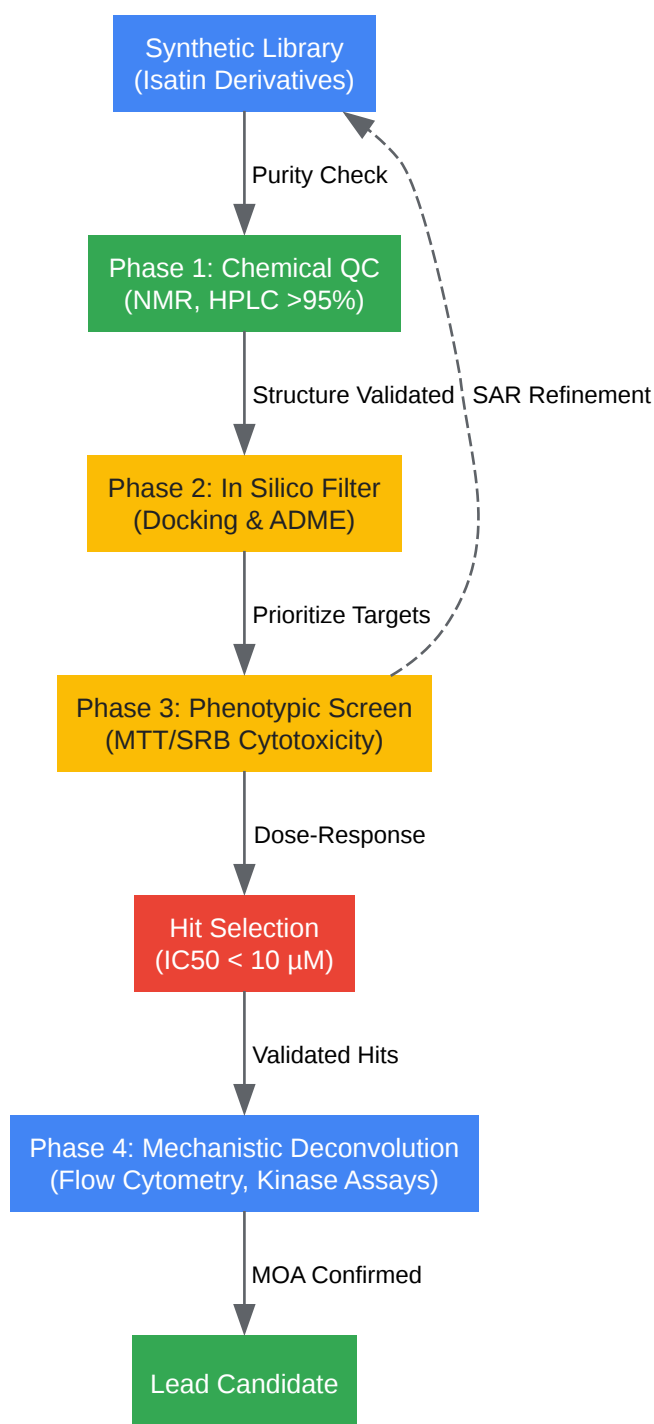 Synthetic Library
(Isatin Derivatives)
Purity Check
Phase 1: Chemical QC
(NMR, HPLC >95%)
Structure Validated
SAR Refinement
Phase 2: In Silico Filter
(Docking & ADME)
Prioritize Targets
Phase 3: Phenotypic Screen
(MTT/SRB Cytotoxicity)
Dose-Response
Hit Selection
(IC50 < 10 µM)
Validated Hits
Phase 4: Mechanistic Deconvolution
(Flow Cytometry, Kinase Assays)
MOA Confirmed
Lead Candidate